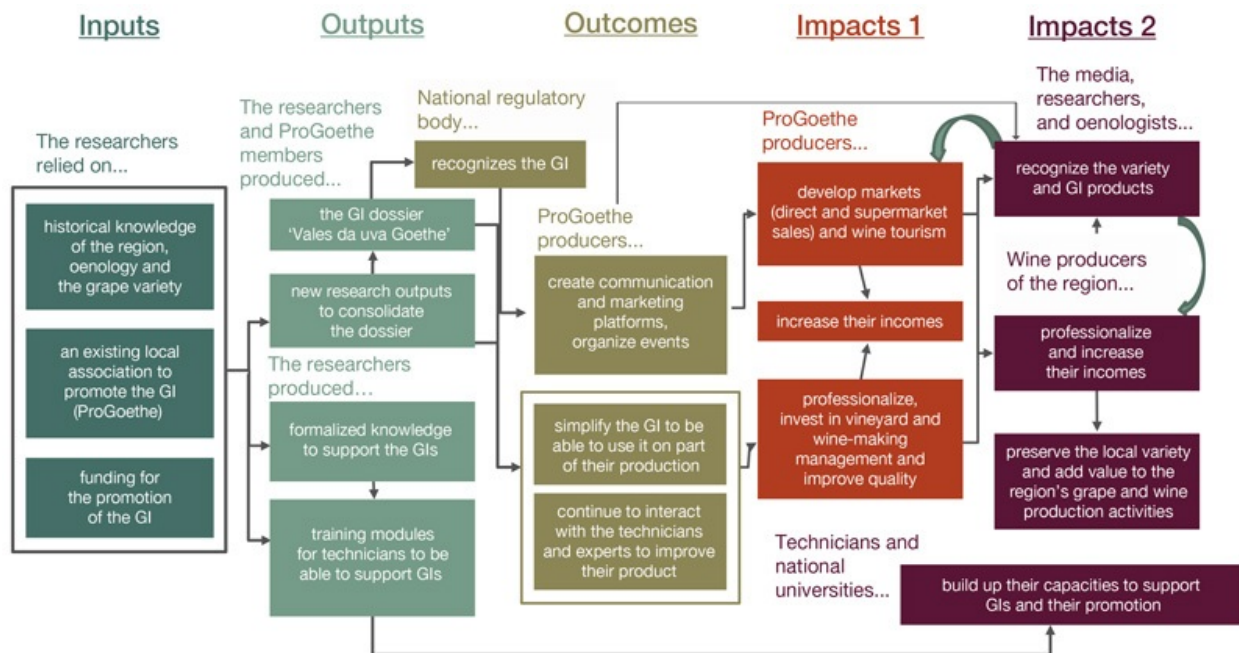 Inputs
Outputs
Outcomes
Impacts 1
Impacts 2
The researchers
relied on...
historical knowledge
of the region,
oenology and
the grape variety
an existing local
association to
promote the GI
(ProGoethe)
funding for
the promotion
of the GI
The researchers
and ProGoethe
members
produced...
the GI dossier
'Vales da uva Goethe'
new research outputs
to consolidate
the dossier
The researchers
produced...
formalized knowledge
to support the GIs
training modules
for technicians to be
able to support GIs
National regulatory
body...
recognizes the GI
ProGoethe
producers...
create communication
and marketing
platforms,
organize events
simplify the GI to be
able to use it on part
of their production
continue to interact
with the technicians
and experts to improve
their product
ProGoethe
producers...
develop markets
(direct and supermarket
sales) and wine tourism
increase their incomes
professionalize,
invest in vineyard and
wine-making
management and
improve quality
The media,
researchers,
and oenologists...
recognize the variety
and GI products
Wine producers
of the region...
professionalize
and increase
their incomes
preserve the local variety
and add value to the
region's grape and wine
production activities
Technicians and
national
universities...
build up their capacities to support
GIs and their promotion